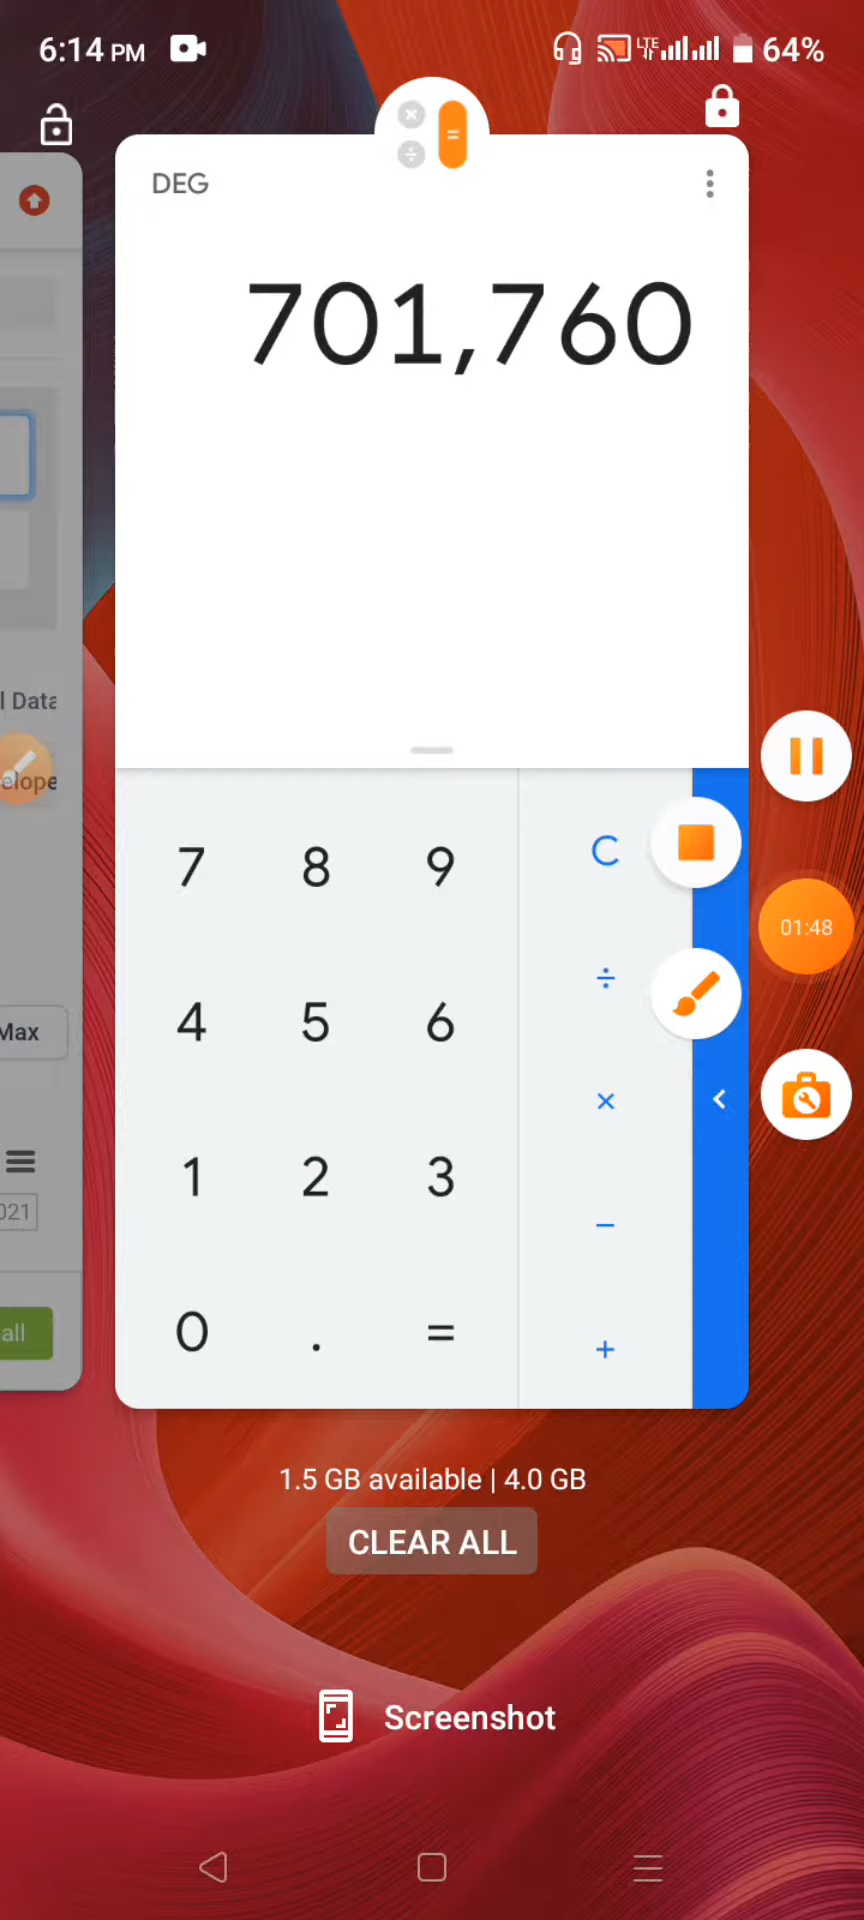 6:14 PM
LTE
64%
DEG
701,760
l Data
elope
Max
021
all
7 8 9 C
÷
4 5 6
×
1 2 3
−
0 . =
+
01:48
1.5 GB available | 4.0 GB
CLEAR ALL
Screenshot